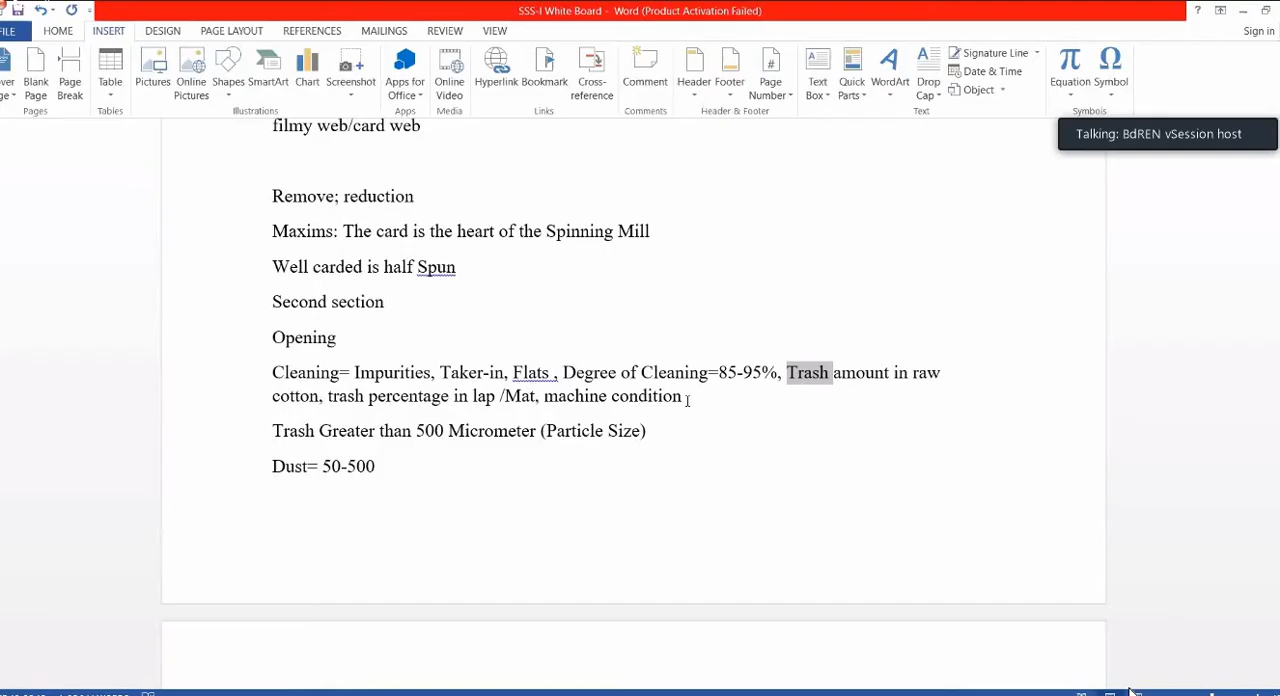 SSS-I White Board - Word (Product Activation Failed)
FILE HOME INSERT DESIGN PAGE LAYOUT REFERENCES MAILINGS REVIEW VIEW
Sign in
Blank Page
Page Break
Table
Pictures
Online Pictures
Shapes
SmartArt
Chart
Screenshot
Apps for Office
Online Video
Hyperlink
Bookmark
Cross-reference
Comment
Header
Footer
Page Number
Text Box
Quick Parts
WordArt
Drop Cap
Signature Line
Date & Time
Object
Equation
Symbol
Pages Tables Illustrations Apps Media Links Comments Header & Footer Text Symbols
Talking: BdREN vSession host
filmy web/card web
Remove; reduction
Maxims: The card is the heart of the Spinning Mill
Well carded is half Spun
Second section
Opening
Cleaning= Impurities, Taker-in, Flats , Degree of Cleaning=85-95%, Trash amount in raw
cotton, trash percentage in lap /Mat, machine condition
Trash Greater than 500 Micrometer (Particle Size)
Dust= 50-500